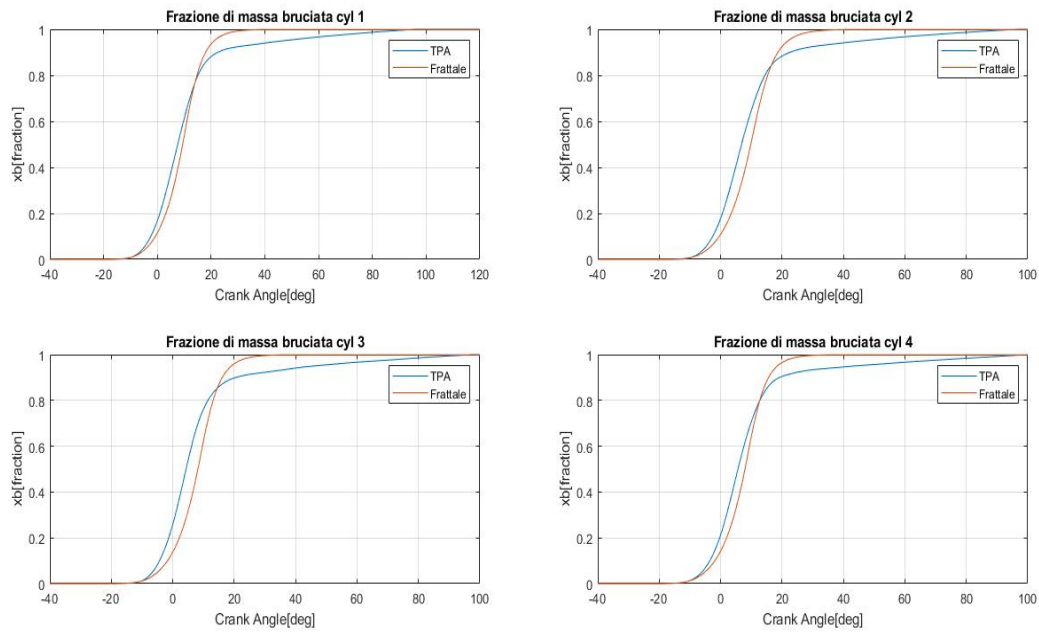 Frazione di massa bruciata cyl 1
1
0.8
0.6
0.4
0.2
0
xb[fraction]
TPA
Frattale
-40 -20 0 20 40 60 80 100 120
Crank Angle[deg]
Frazione di massa bruciata cyl 2
1
0.8
0.6
0.4
0.2
0
xb[fraction]
TPA
Frattale
-40 -20 0 20 40 60 80 100
Crank Angle[deg]
Frazione di massa bruciata cyl 3
1
0.8
0.6
0.4
0.2
0
xb[fraction]
TPA
Frattale
-40 -20 0 20 40 60 80 100
Crank Angle[deg]
Frazione di massa bruciata cyl 4
1
0.8
0.6
0.4
0.2
0
xb[fraction]
TPA
Frattale
-40 -20 0 20 40 60 80 100
Crank Angle[deg]